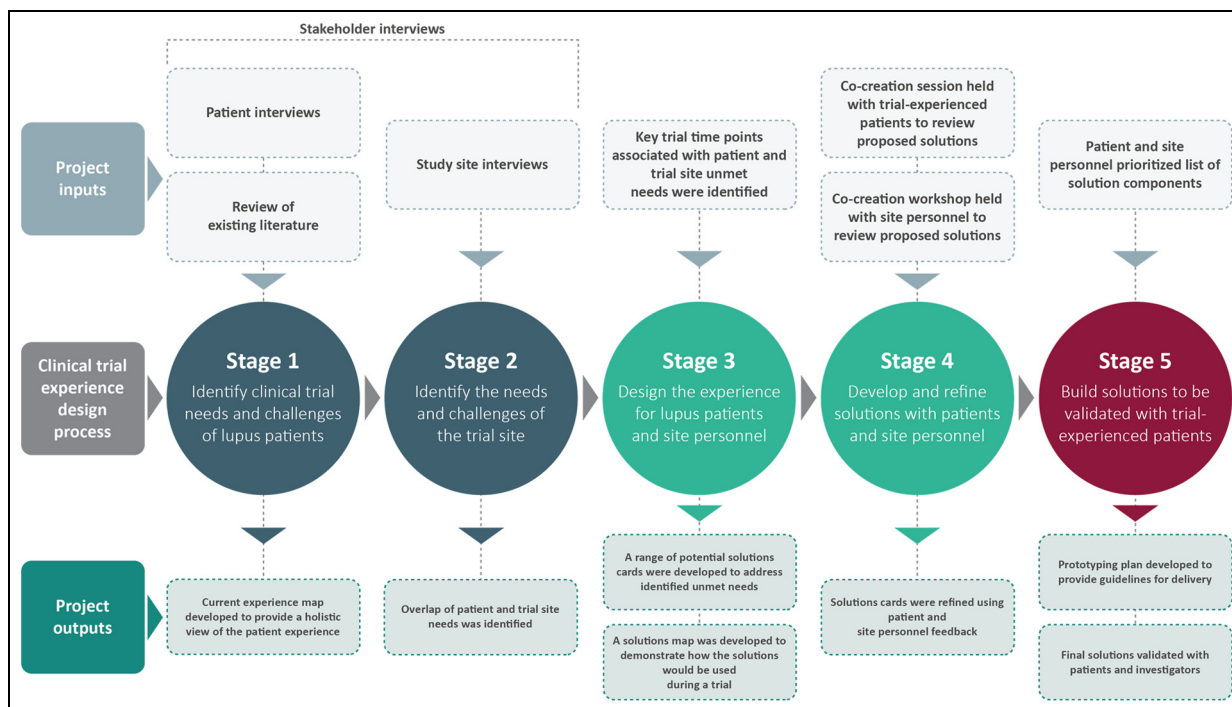 Stakeholder interviews
Project
inputs
Patient interviews
Review of
existing literature
Study site interviews
Key trial time points
associated with patient and
trial site unmet
needs were identified
Co-creation session held
with trial-experienced
patients to review
proposed solutions
Co-creation workshop held
with site personnel to
review proposed solutions
Patient and site
personnel prioritized list of
solution components
Clinical trial
experience
design
process
Stage 1
Identify clinical trial
needs and challenges
of lupus patients
Stage 2
Identify the needs
and challenges of
the trial site
Stage 3
Design the experience
for lupus patients
and site personnel
Stage 4
Develop and refine
solutions with patients
and site personnel
Stage 5
Build solutions to be
validated with trial-
experienced patients
Project
outputs
Current experience map
developed to provide a holistic
view of the patient experience
Overlap of patient and trial site
needs was identified
A range of potential solutions
cards were developed to address
identified unmet needs
A solutions map was developed to
demonstrate how the solutions
would be used
during a trial
Solutions cards were refined using
patient and
site personnel feedback
Prototyping plan developed to
provide guidelines for delivery
Final solutions validated with
patients and investigators